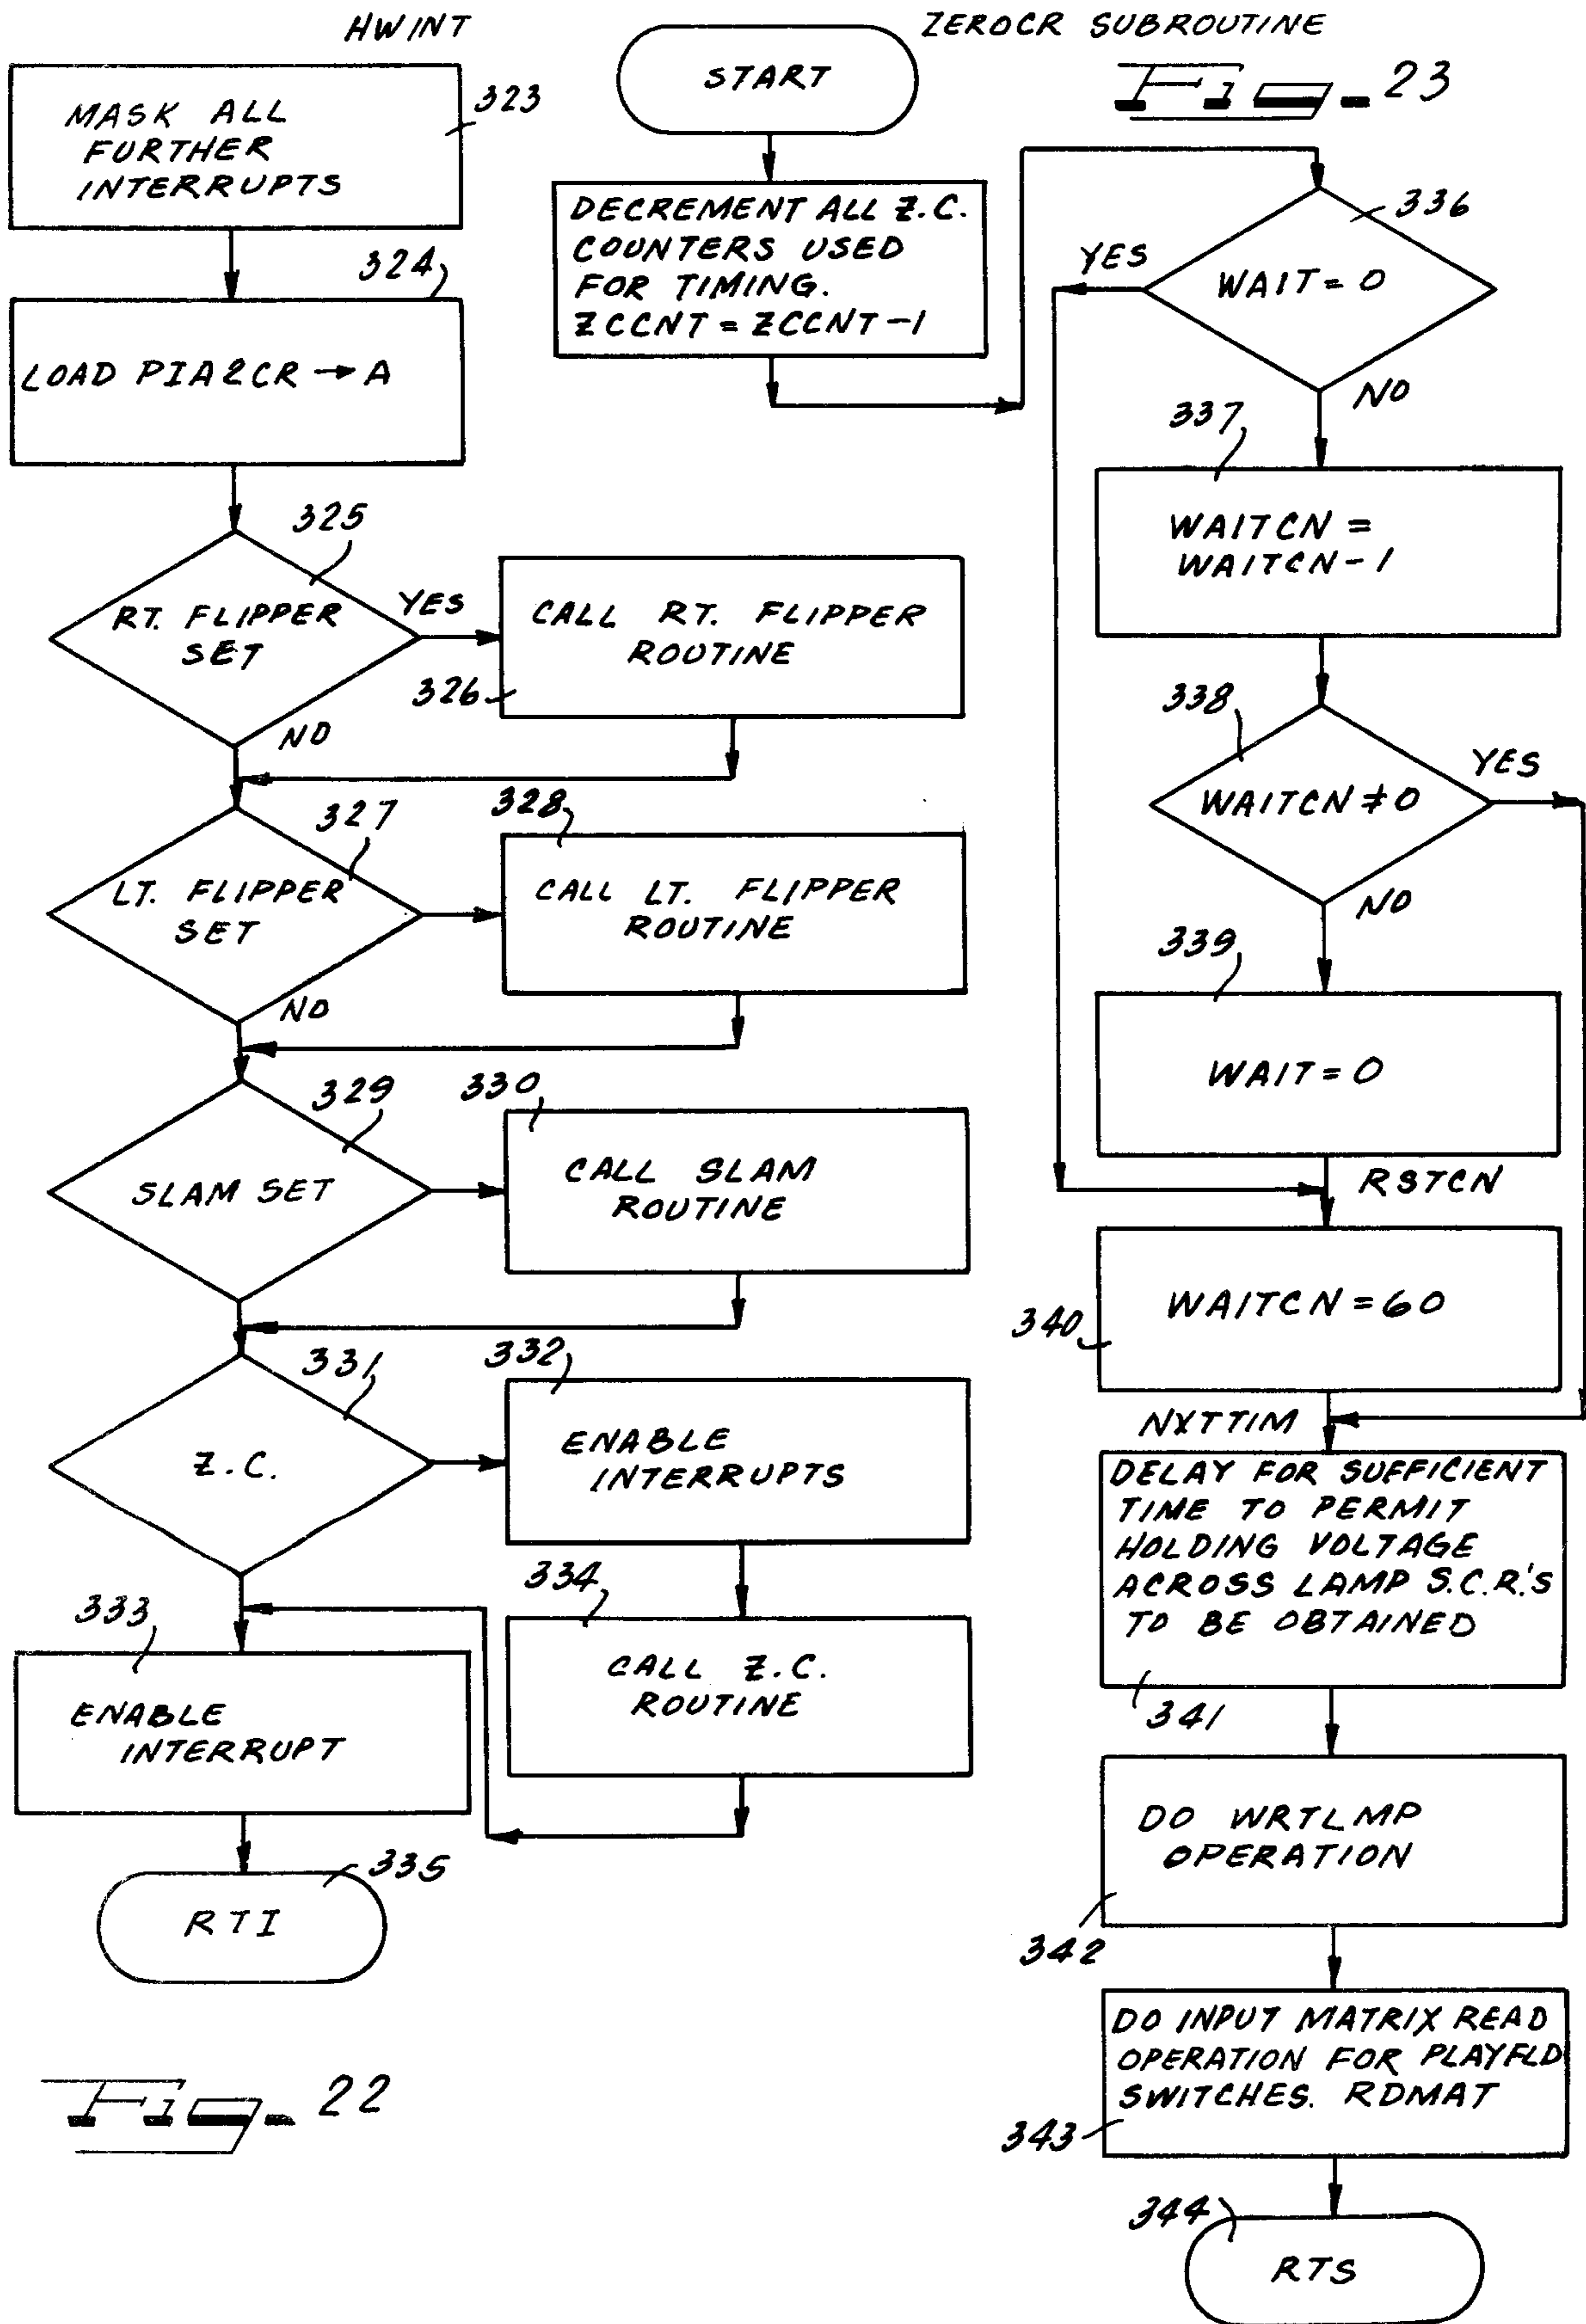 HWINT
MASK ALL
FURTHER
INTERRUPTS
323
324
LOAD PIA2CR → A
325
RT. FLIPPER
SET
YES
NO
CALL RT. FLIPPER
ROUTINE
326
327
LT. FLIPPER
SET
NO
328
CALL LT. FLIPPER
ROUTINE
329
SLAM SET
330
CALL SLAM
ROUTINE
331
Z.C.
332
ENABLE
INTERRUPTS
334
CALL Z.C.
ROUTINE
333
ENABLE
INTERRUPT
335
RTI
Fig. 22
ZEROCR SUBROUTINE
Fig. 23
START
DECREMENT ALL Z.C.
COUNTERS USED
FOR TIMING.
ZCCNT = ZCCNT-1
336
WAIT = 0
YES
NO
337
WAITCN =
WAITCN-1
338
WAITCN ≠ 0
YES
NO
339
WAIT = 0
RSTCN
WAITCN = 60
340
NXTTIM
DELAY FOR SUFFICIENT
TIME TO PERMIT
HOLDING VOLTAGE
ACROSS LAMP S.C.R.'S
TO BE OBTAINED
341
DO WRTLMP
OPERATION
342
DO INPUT MATRIX READ
OPERATION FOR PLAYFLD
SWITCHES. RDMAT
343
344
RTS